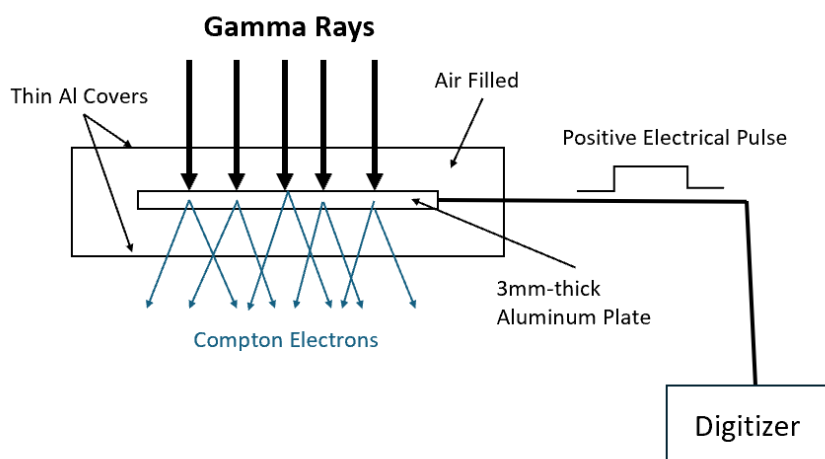 Gamma Rays
Thin Al Covers
Air Filled
Positive Electrical Pulse
3mm-thick
Aluminum Plate
Compton Electrons
Digitizer